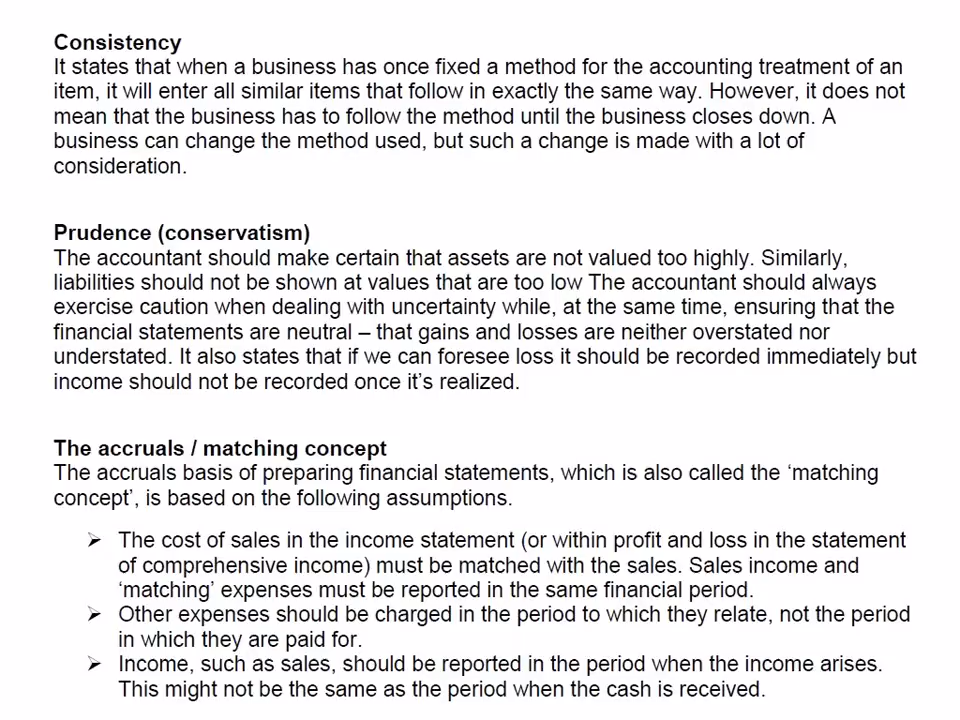 Consistency
It states that when a business has once fixed a method for the accounting treatment of an
item, it will enter all similar items that follow in exactly the same way. However, it does not
mean that the business has to follow the method until the business closes down. A
business can change the method used, but such a change is made with a lot of
consideration.
Prudence (conservatism)
The accountant should make certain that assets are not valued too highly. Similarly,
liabilities should not be shown at values that are too low The accountant should always
exercise caution when dealing with uncertainty while, at the same time, ensuring that the
financial statements are neutral – that gains and losses are neither overstated nor
understated. It also states that if we can foresee loss it should be recorded immediately but
income should not be recorded once it's realized.
The accruals / matching concept
The accruals basis of preparing financial statements, which is also called the ‘matching
concept’, is based on the following assumptions.
➢ The cost of sales in the income statement (or within profit and loss in the statement
of comprehensive income) must be matched with the sales. Sales income and
‘matching’ expenses must be reported in the same financial period.
➢ Other expenses should be charged in the period to which they relate, not the period
in which they are paid for.
➢ Income, such as sales, should be reported in the period when the income arises.
This might not be the same as the period when the cash is received.